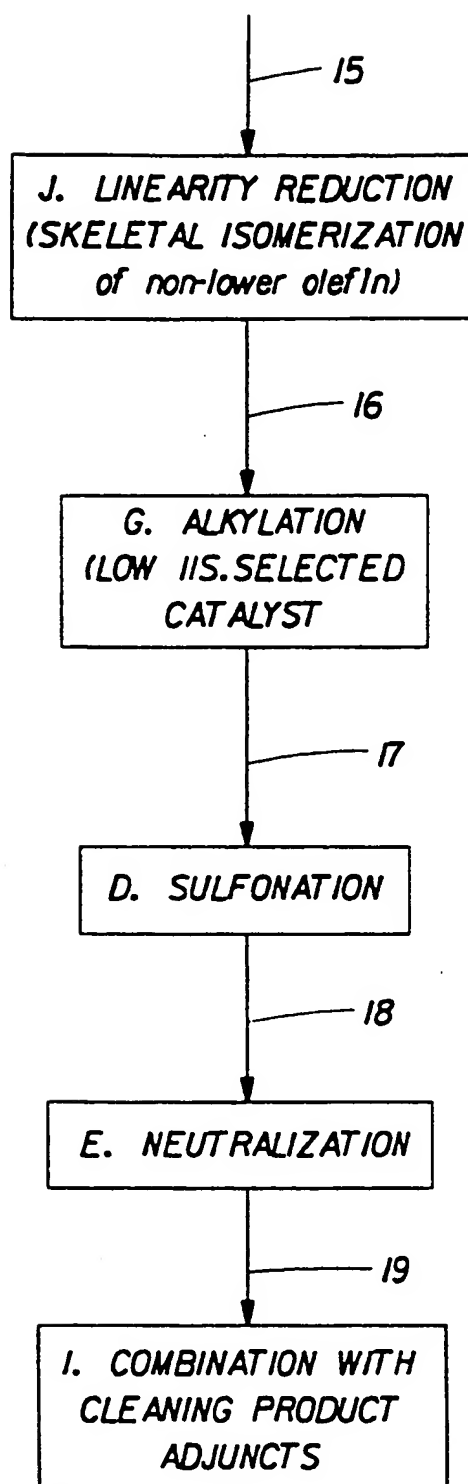 15
J. LINEARITY REDUCTION
(SKELETAL ISOMERIZATION
of non-lower olefin)
16
G. ALKYLATION
(LOW IIS.SELECTED
CATALYST
17
D. SULFONATION
18
E. NEUTRALIZATION
19
I. COMBINATION WITH
CLEANING PRODUCT
ADJUNCTS